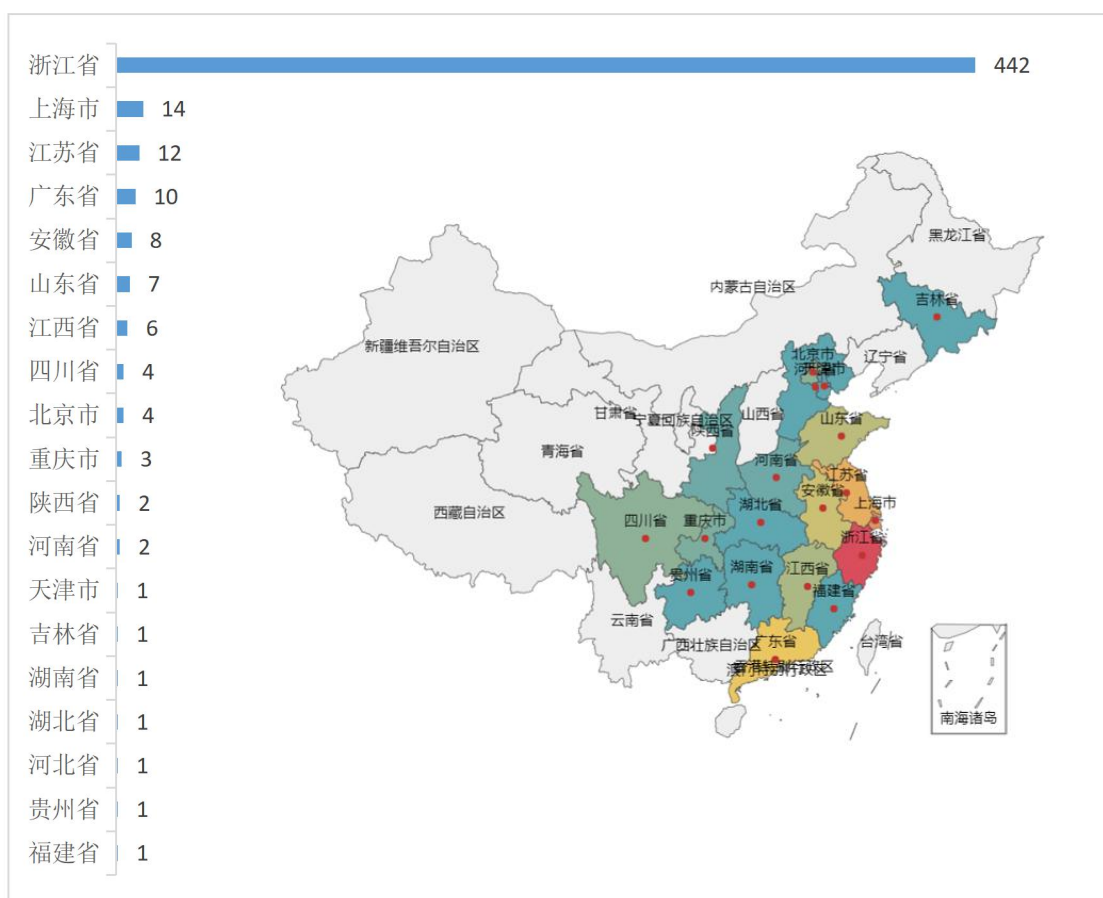 浙江省 442
上海市 14
江苏省 12
广东省 10
安徽省 8
山东省 7
江西省 6
四川省 4
北京市 4
重庆市 3
陕西省 2
河南省 2
天津市 1
吉林省 1
湖南省 1
湖北省 1
河北省 1
贵州省 1
福建省 1
黑龙江省
内蒙古自治区
吉林省
新疆维吾尔自治区
北京市
辽宁省
甘肃省
宁夏回族自治区
山西省
山东省
陕西省
青海省
河南省
江苏省
安徽省
上海市
西藏自治区
四川省
重庆市
湖北省
浙江省
贵州省
湖南省
江西省
福建省
云南省
广西壮族自治区
广东省
台湾省
南海诸岛